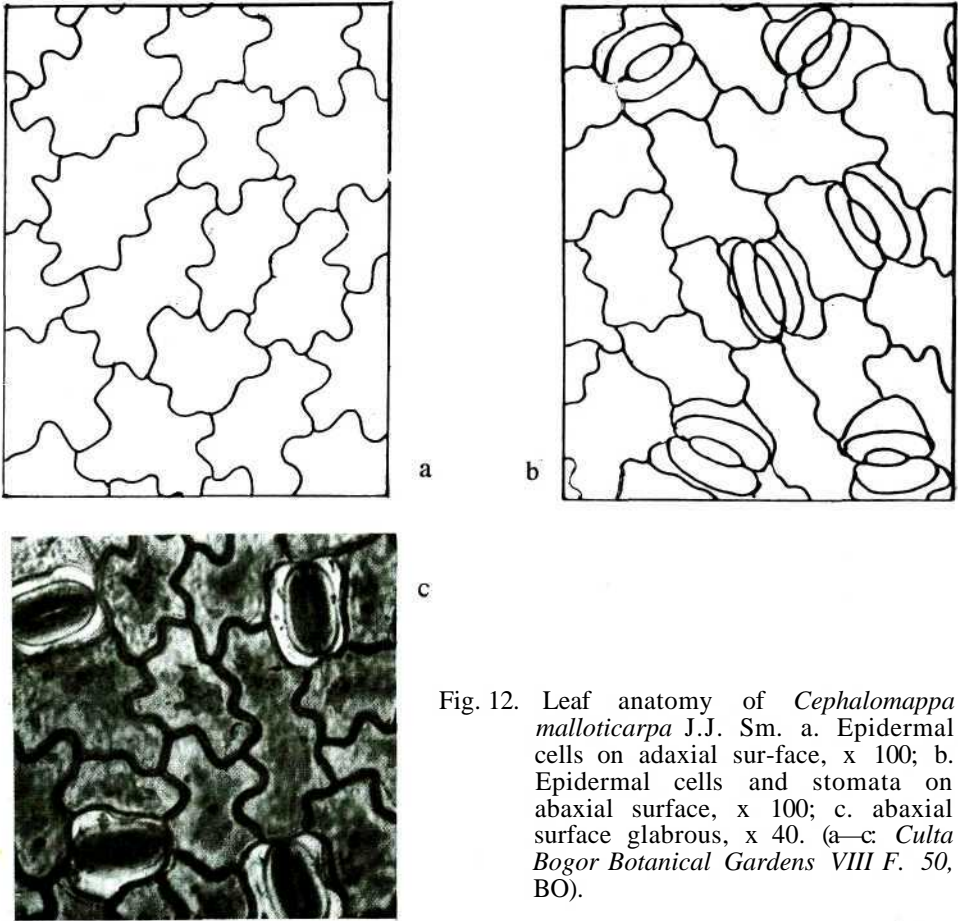 a
b
c
Fig. 12. Leaf anatomy of Cephalomappa
malloticarpa J.J. Sm. a. Epidermal
cells on adaxial sur-face, x 100; b.
Epidermal cells and stomata on
abaxial surface, x 100; c. abaxial
surface glabrous, x 40. (a—c: Culta
Bogor Botanical Gardens VIII F. 50,
BO).